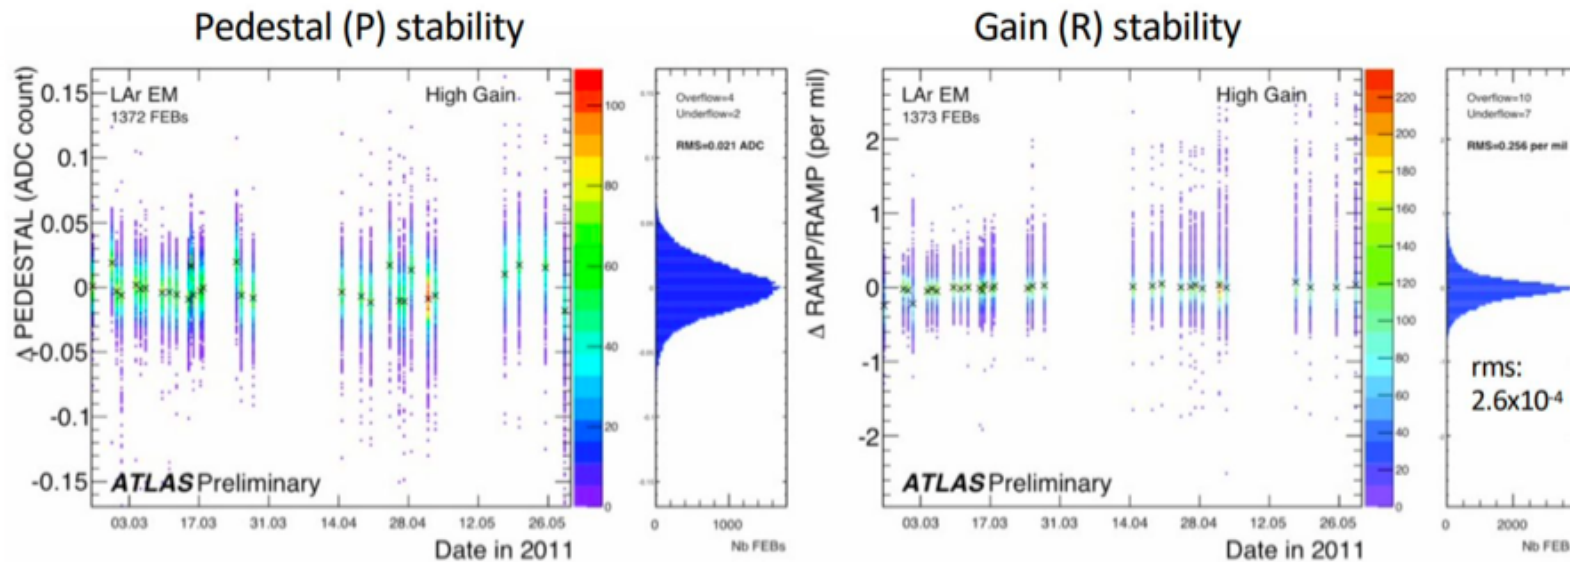 Pedestal (P) stability
Δ PEDESTAL (ADC count)
LAr EM
1372 FEBs
High Gain
0.15
0.1
0.05
0
-0.05
-0.1
-0.15
ATLAS Preliminary
03.03 17.03 31.03 14.04 28.04 12.05 26.05
Date in 2011
100
80
60
40
20
0
Overflow=4
Underflow=2
RMS=0.021 ADC
0 1000
Nb FEBs
Gain (R) stability
Δ RAMP/RAMP (per mil)
LAr EM
1373 FEBs
High Gain
2
1
0
-1
-2
ATLAS Preliminary
03.03 17.03 31.03 14.04 28.04 12.05 26.05
Date in 2011
220
200
180
160
140
120
100
80
60
40
20
0
Overflow=10
Underflow=7
RMS=0.256 per mil
rms:
2.6x10⁻⁴
0 2000
Nb FEB